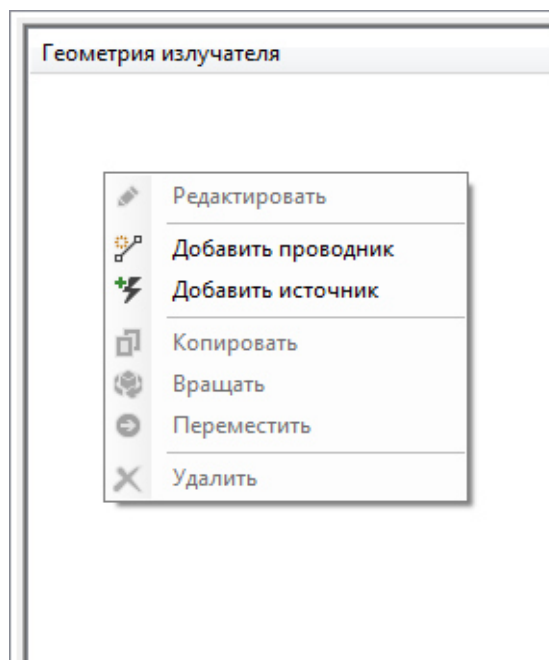 Геометрия излучателя
Редактировать
Добавить проводник
Добавить источник
Копировать
Вращать
Переместить
Удалить